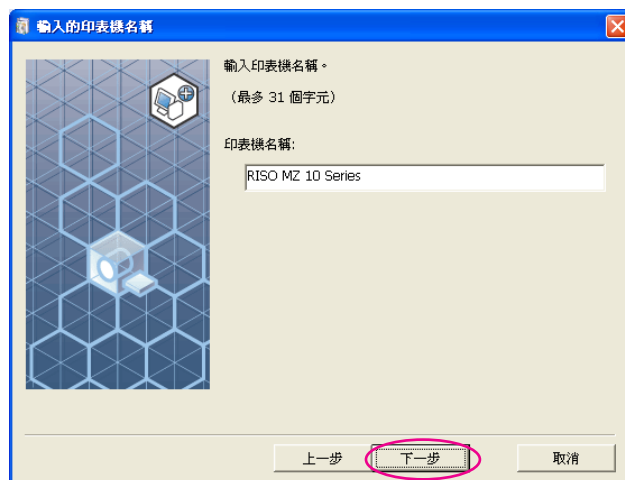 輸入的印表機名稱
輸入印表機名稱。
（最多 31 個字元）
印表機名稱:
RISO MZ 10 Series
上一步
下一步
取消